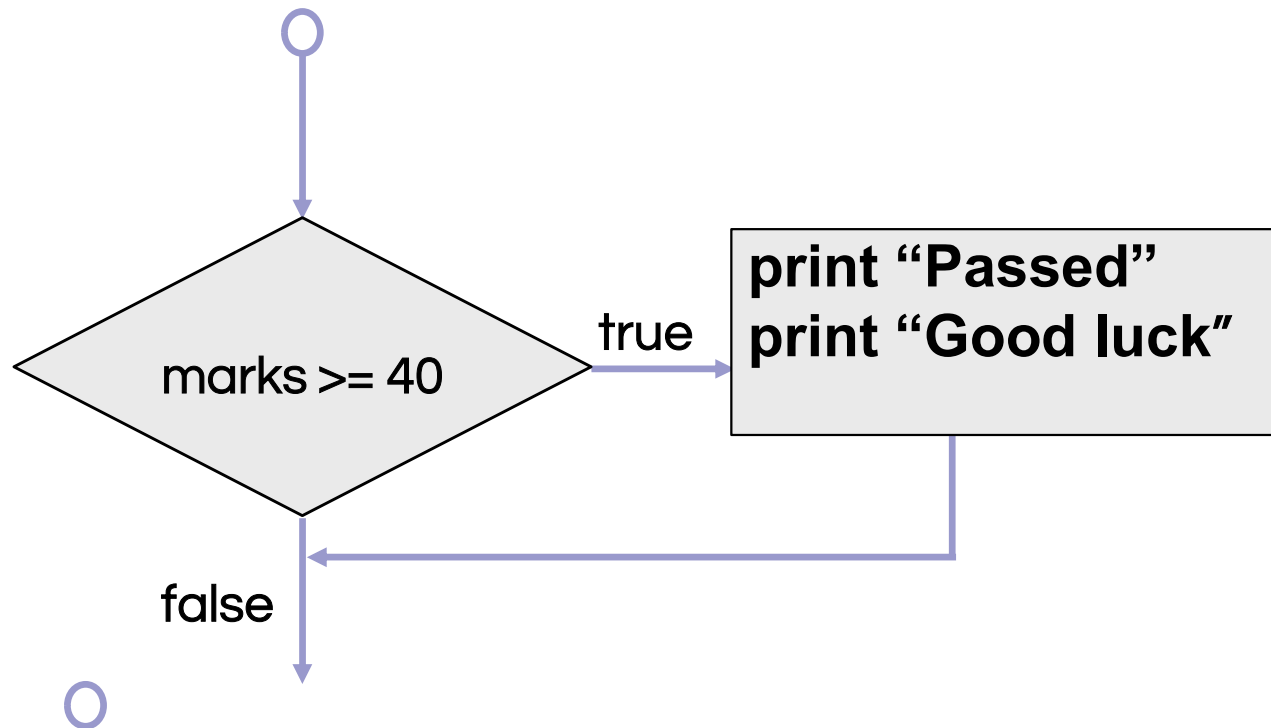 marks >= 40
true
print “Passed”
print “Good luck”
false